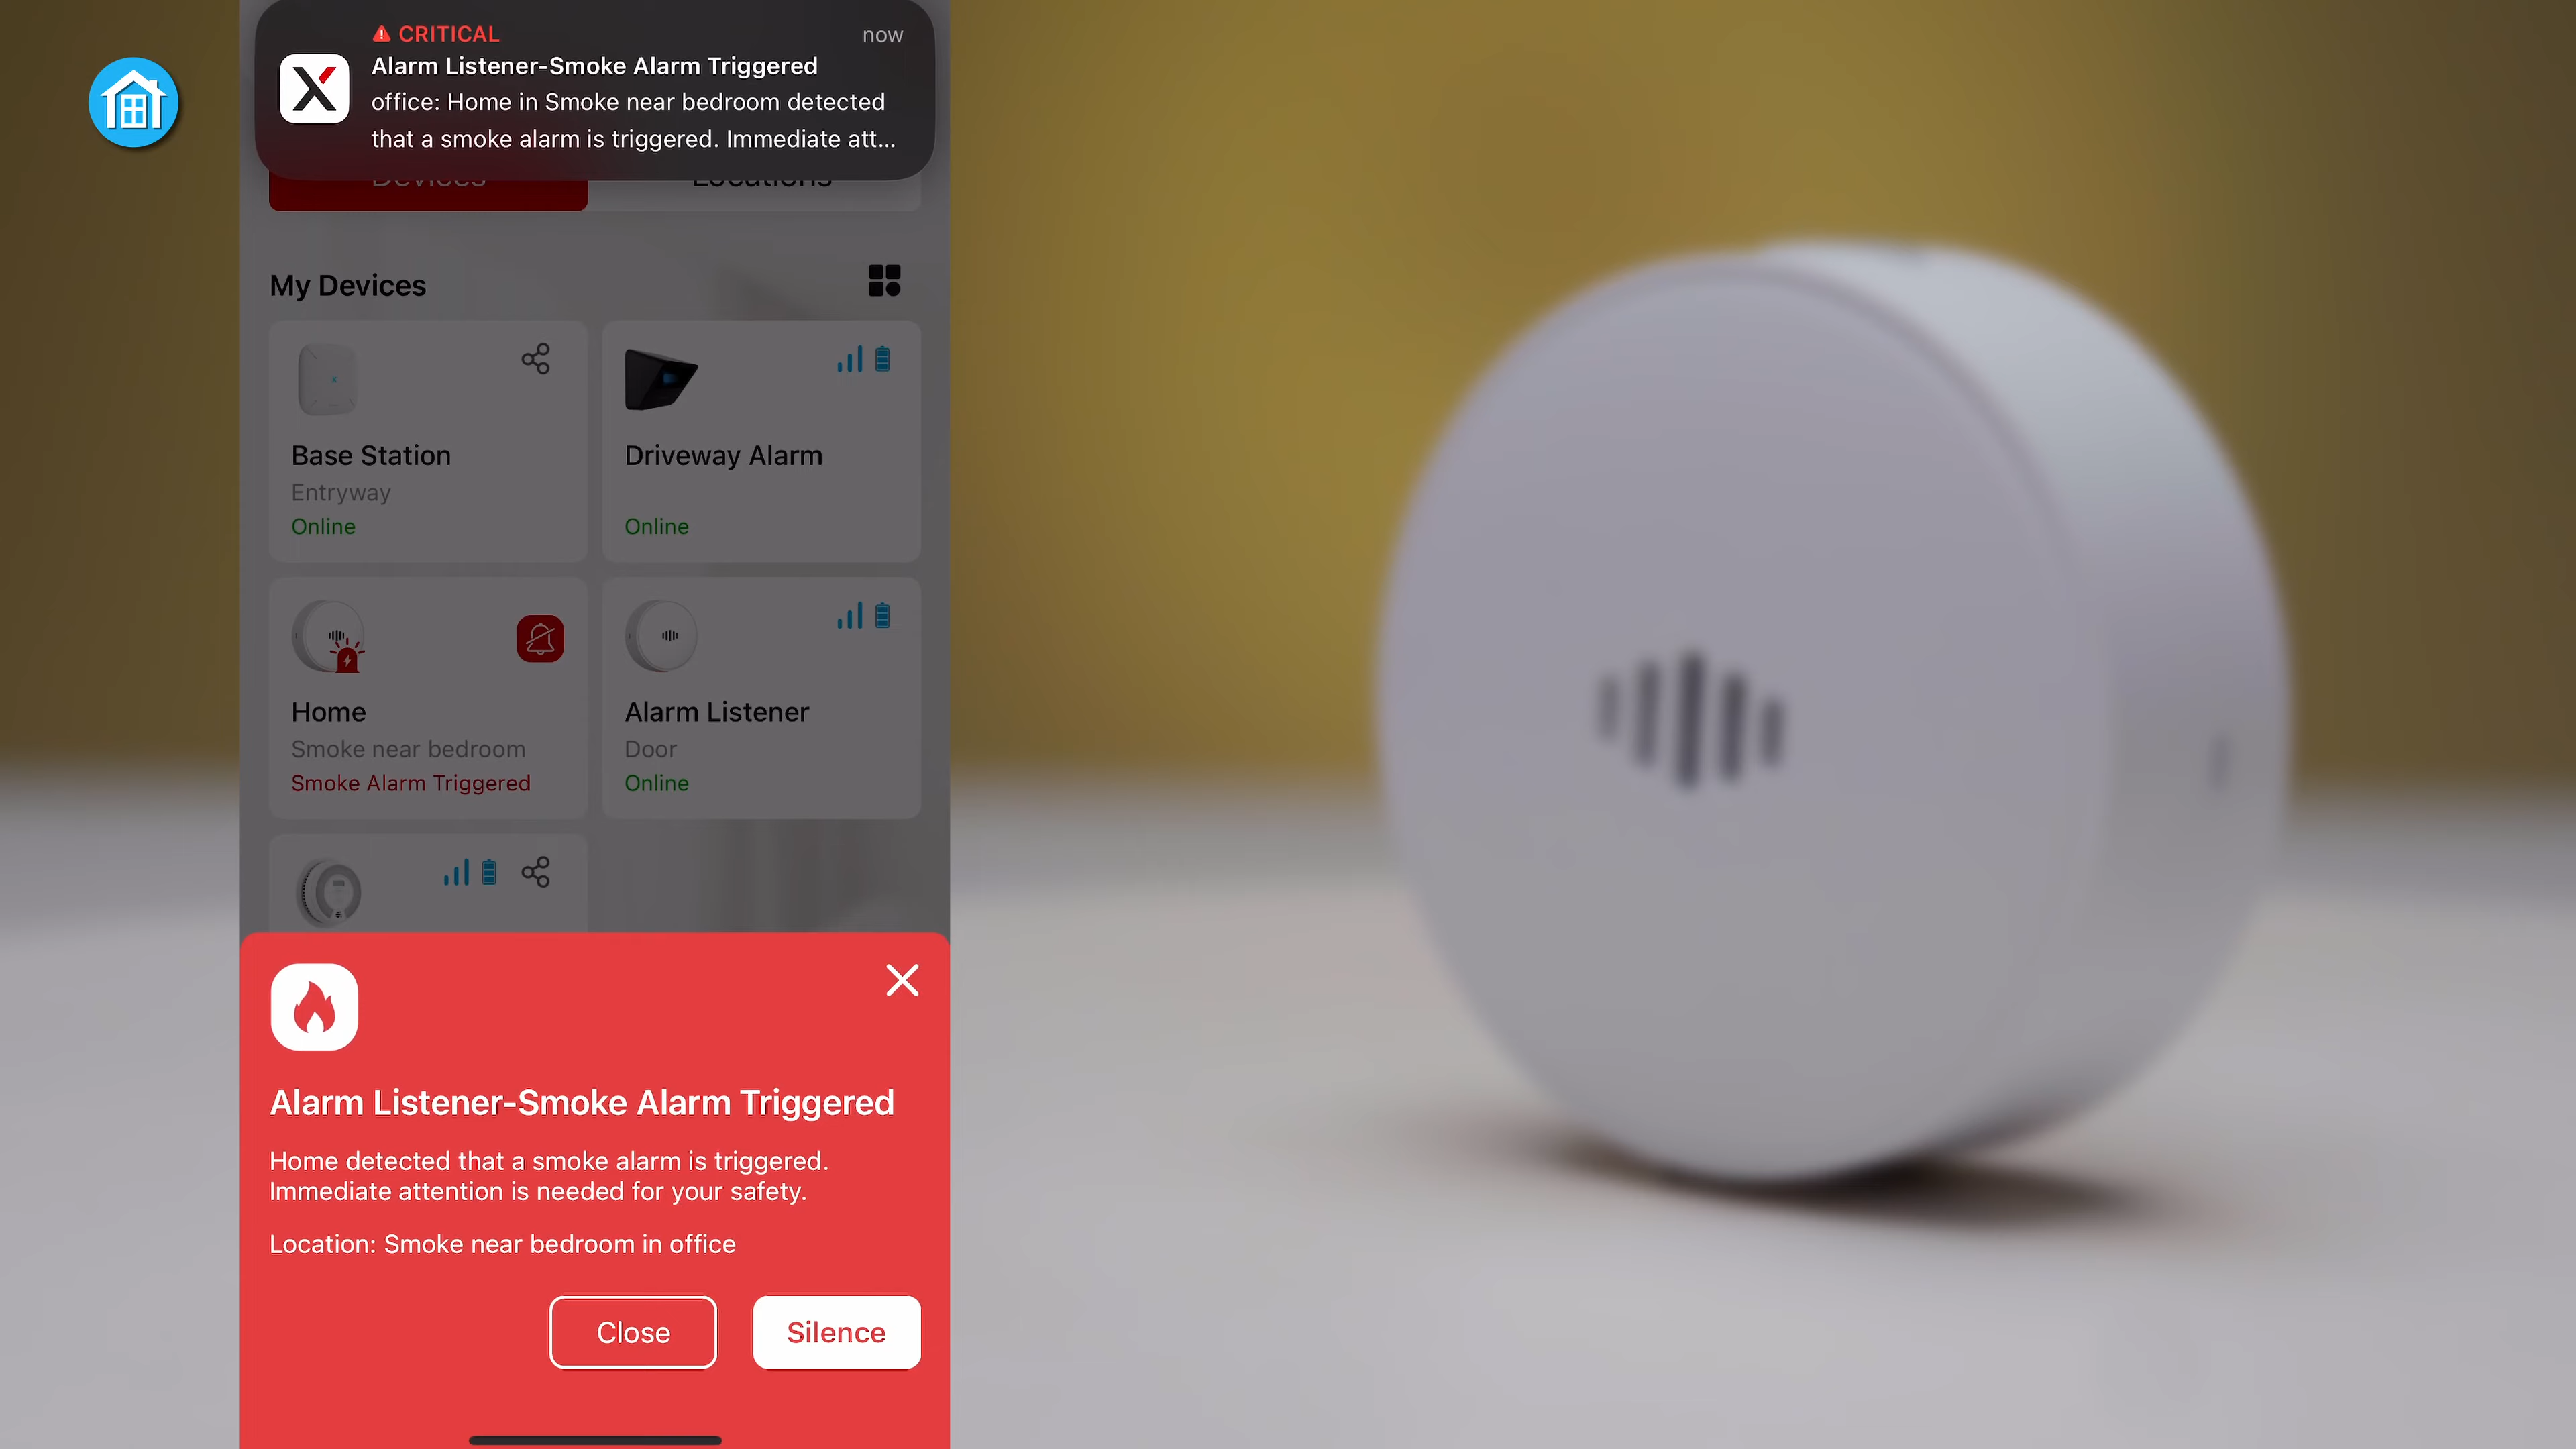 CRITICAL
now
Alarm Listener-Smoke Alarm Triggered
office: Home in Smoke near bedroom detected
that a smoke alarm is triggered. Immediate att...
Devices
Locations
My Devices
Base Station
Entryway
Online
Driveway Alarm
Online
Home
Smoke near bedroom
Smoke Alarm Triggered
Alarm Listener
Door
Online
Alarm Listener-Smoke Alarm Triggered
Home detected that a smoke alarm is triggered.
Immediate attention is needed for your safety.
Location: Smoke near bedroom in office
Close
Silence